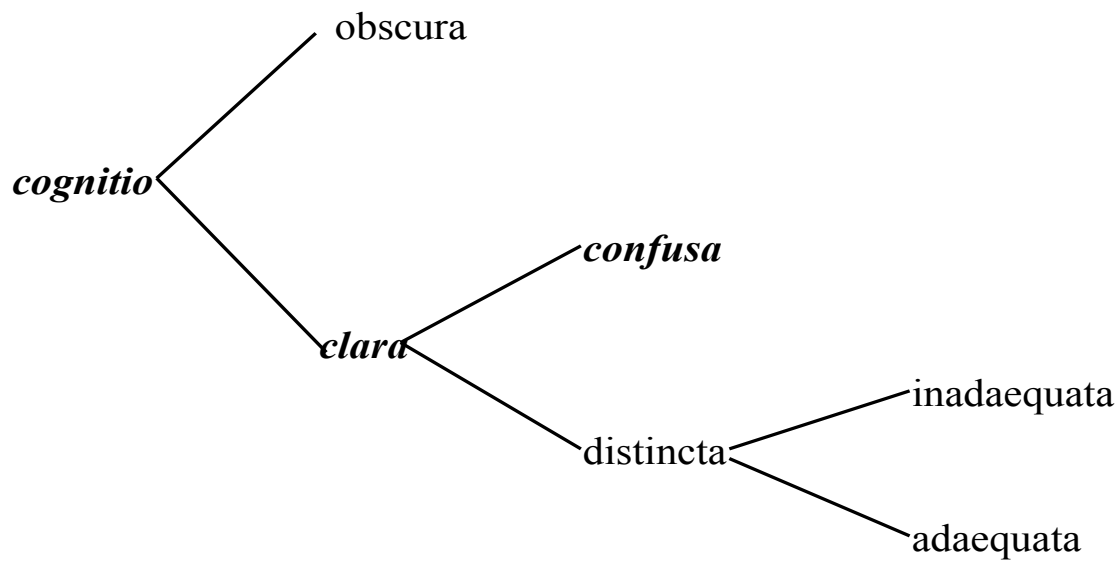 obscura
cognitio
confusa
clara
inadaequata
distincta
adaequata